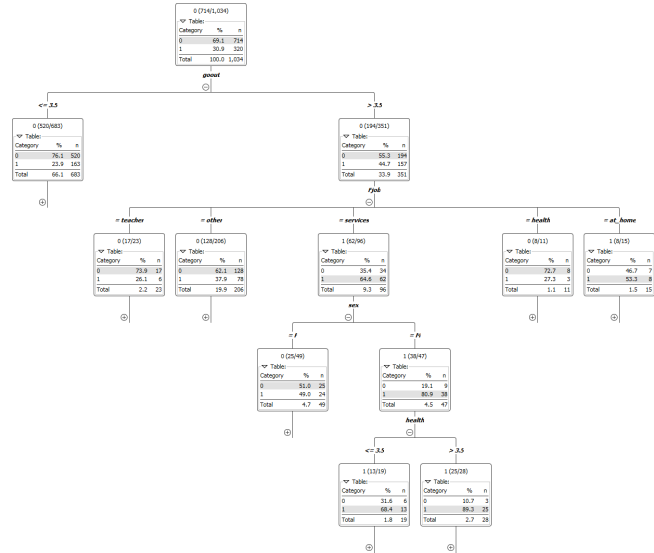 0 (714/1,034)
Table:
Category % n
0 69.1 714
1 30.9 320
Total 100.0 1,034
goout
<= 3.5
> 3.5
0 (520/683)
Table:
Category % n
0 76.1 520
1 23.9 163
Total 66.1 683
0 (194/351)
Table:
Category % n
0 55.3 194
1 44.7 157
Total 33.9 351
Fjob
= teacher
= other
= services
= health
= at_home
0 (17/23)
Table:
Category % n
0 73.9 17
1 26.1 6
Total 2.2 23
0 (128/206)
Table:
Category % n
0 62.1 128
1 37.9 78
Total 19.9 206
1 (62/96)
Table:
Category % n
0 35.4 34
1 64.6 62
Total 9.3 96
0 (8/11)
Table:
Category % n
0 72.7 8
1 27.3 3
Total 1.1 11
1 (8/15)
Table:
Category % n
0 46.7 7
1 53.3 8
Total 1.5 15
sex
= F
= M
0 (25/49)
Table:
Category % n
0 51.0 25
1 49.0 24
Total 4.7 49
1 (38/47)
Table:
Category % n
0 19.1 9
1 80.9 38
Total 4.5 47
health
<= 3.5
> 3.5
1 (13/19)
Table:
Category % n
0 31.6 6
1 68.4 13
Total 1.8 19
1 (25/28)
Table:
Category % n
0 10.7 3
1 89.3 25
Total 2.7 28